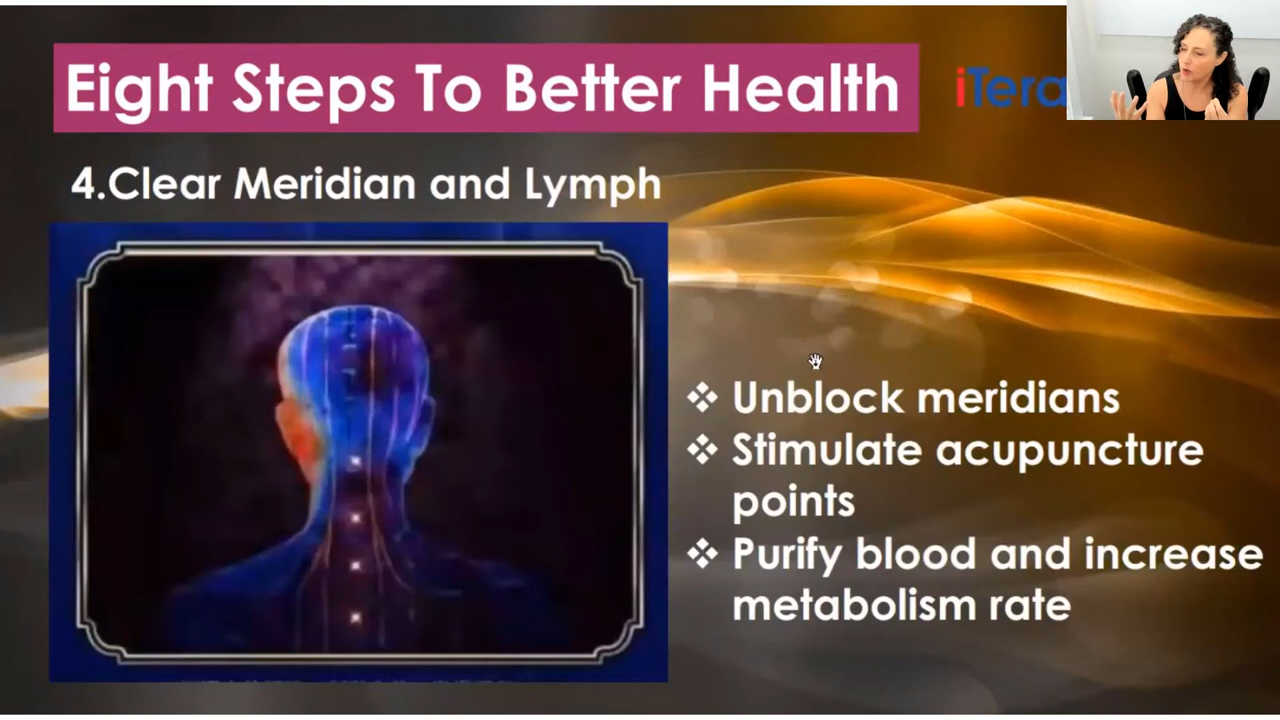 Eight Steps To Better Health
iTera
4.Clear Meridian and Lymph
❖ Unblock meridians
❖ Stimulate acupuncture
points
❖ Purify blood and increase
metabolism rate